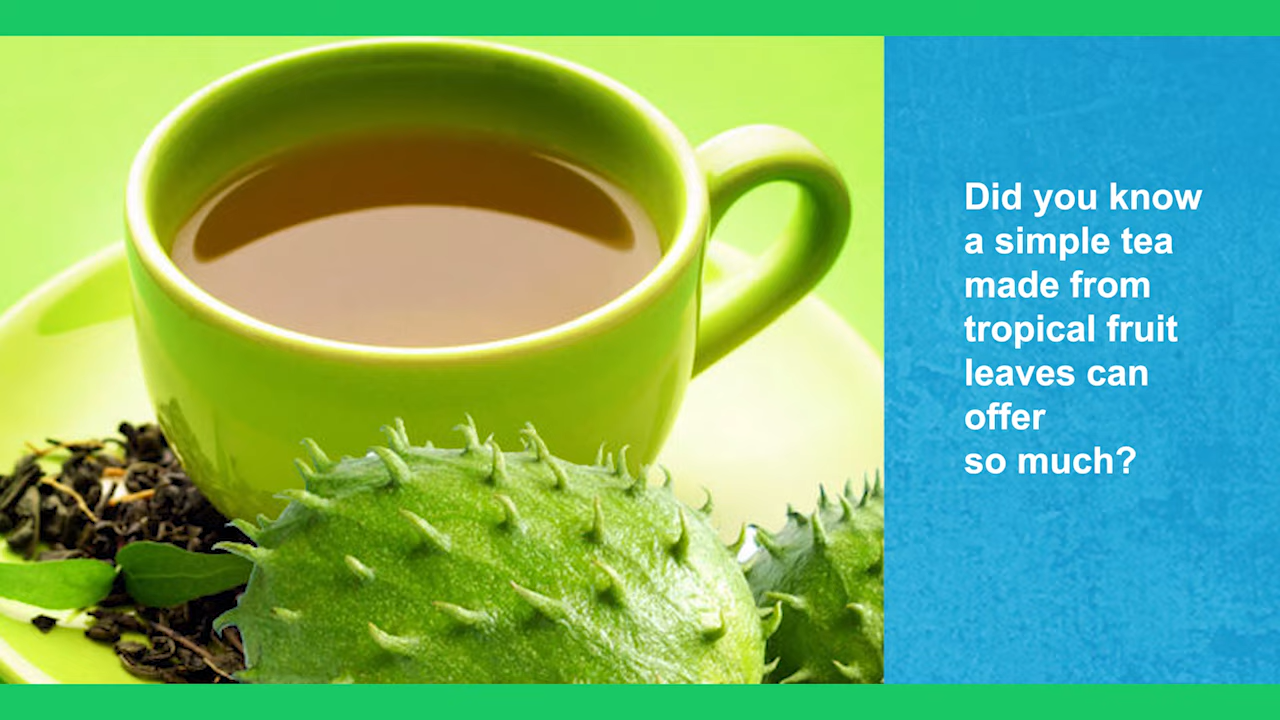 Did you know
a simple tea
made from
tropical fruit
leaves can
offer
so much?